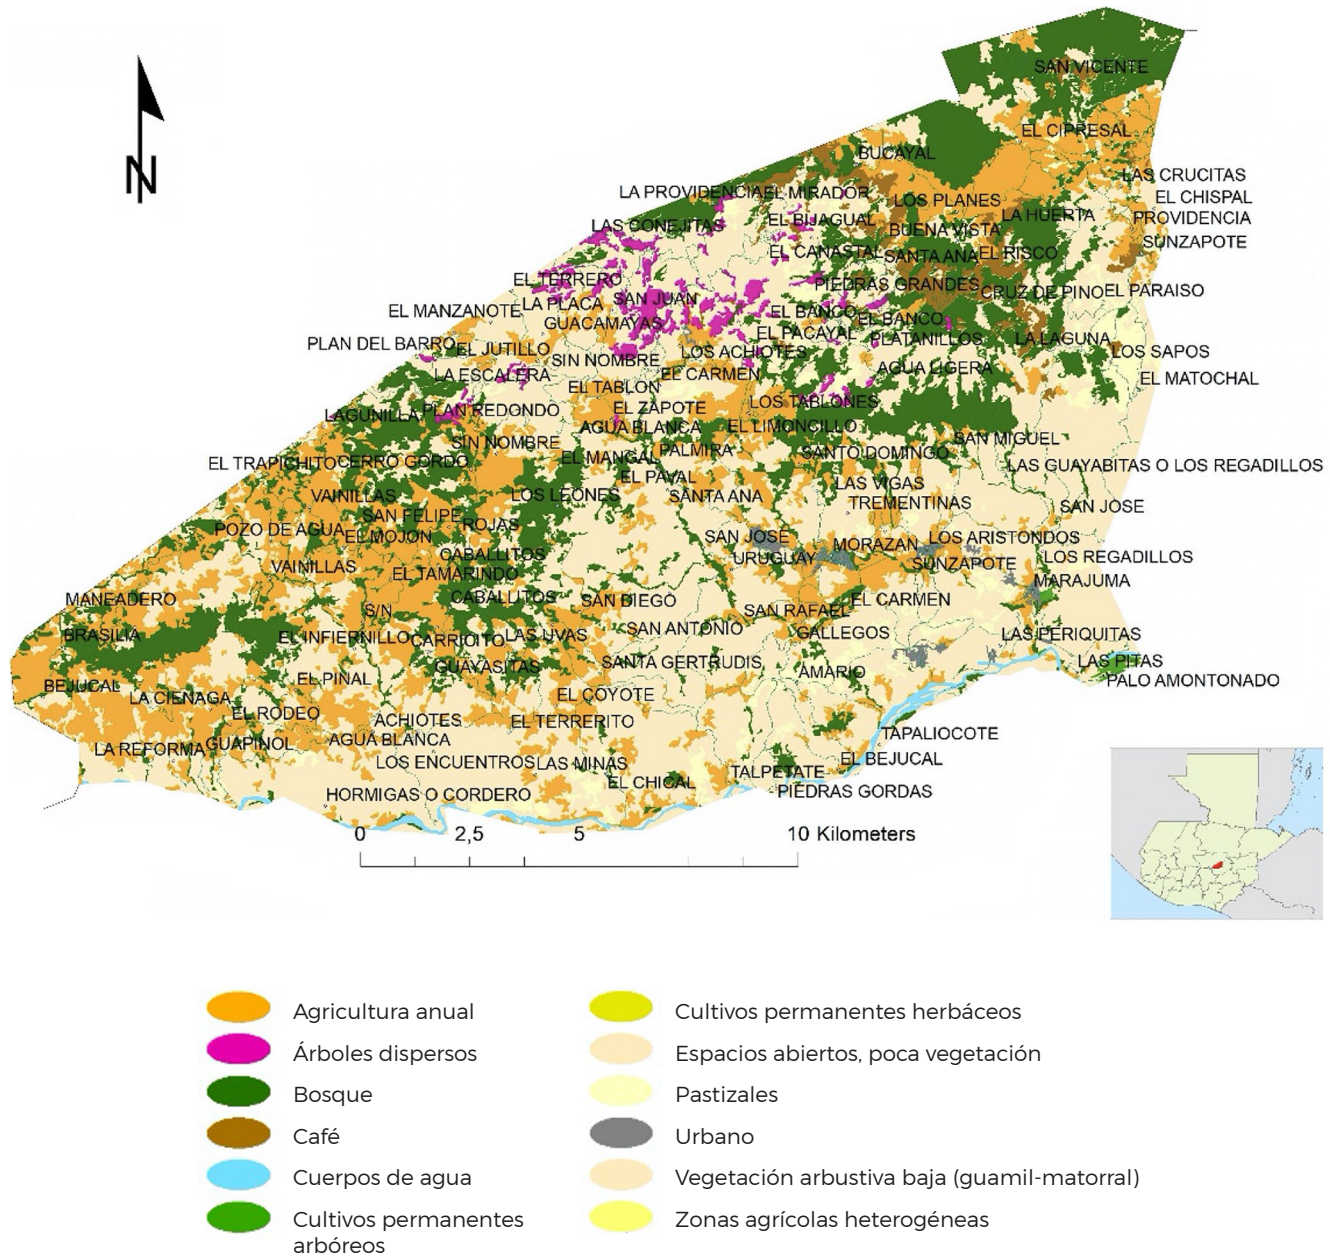 SAN VICENTE
EL CIPRESAL
BUCAYAL
LAS CRUCITAS
LA PROVIDENCIA EL MIRADOR
EL CHISPAL
LOS PLANES
LA HUERTA
PROVIDENCIA
LAS CONEJITAS
EL BIJAGUAL
BUENA VISTA
SUNZAPOTE
EL CANASTAL
SANTA ANA
EL RISCO
EL TERRERO
PIEDRAS GRANDES
CRUZ DE PINO
EL PARAISO
LA PLACA
SAN JUAN
EL MANZANOTE
EL BANCO
EL BANCO
GUACAMAYAS
EL PACAYAL
PLATANILLOS
LA LAGUNA
PLAN DEL BARRO
EL JUTILLO
SIN NOMBRE
LOS ACHIOTES
LOS SAPOS
LA ESCALERA
EL CARMEN
AGUA LIGERA
EL MATOCHAL
EL TABLON
LAGUNILLA
PLAN REDONDO
EL ZAPOTE
LOS TABLONES
AGUA BLANCA
EL LIMONCILLO
SIN NOMBRE
SAN MIGUEL
EL TRAPICHITO
CERRO GORDO
EL MANGAL
PALMIRA
SANTO DOMINGO
LAS GUAYABITAS O LOS REGADILLOS
EL PAYAL
VAINILLAS
LOS LEONES
SANTA ANA
LAS VIGAS
TREMENTINAS
SAN JOSE
SAN FELIPE
ROJAS
POZO DE AGUA
EL MOJON
SAN JOSE
MORAZAN
LOS ARISTONDOS
CABALLITOS
URUGUAY
SUNZAPOTE
LOS REGADILLOS
VAINILLAS
EL TAMARINDO
MARAJUMA
MANEADERO
CABALLITOS
SAN DIEGO
EL CARMEN
S/N
SAN RAFAEL
BRASILIA
EL INFIERNILLO
CARRICITO
LAS UVAS
SAN ANTONIO
GALLEGOS
LAS PERIQUITAS
GUAYASITAS
SANTA GERTRUDIS
AMARIO
LAS PITAS
BEJUCAL
EL PIÑAL
PALO AMONTONADO
LA CIENAGA
EL COYOTE
EL RODEO
ACHIOTES
EL TERRERITO
TAPALIOCOTE
LA REFORMA
GUAPINOL
AGUA BLANCA
LOS ENCUENTROS
LAS MINAS
EL BEJUCAL
TALPETATE
EL CHICAL
HORMIGAS O CORDERO
PIEDRAS GORDAS
N
0 2,5 5 10 Kilometers
Agricultura anual
Árboles dispersos
Bosque
Café
Cuerpos de agua
Cultivos permanentes
arbóreos
Cultivos permanentes herbáceos
Espacios abiertos, poca vegetación
Pastizales
Urbano
Vegetación arbustiva baja (guamil-matorral)
Zonas agrícolas heterogéneas